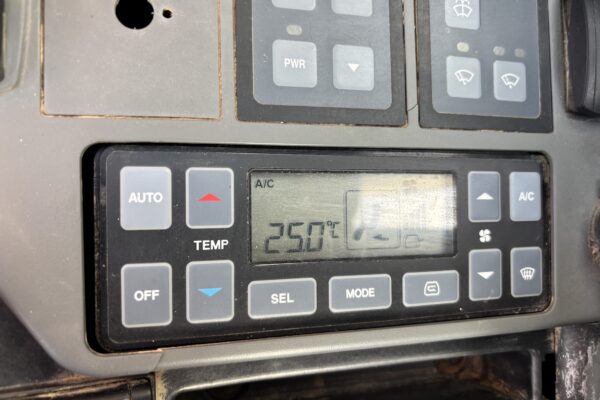 PWR
A/C
25.0°C
AUTO
TEMP
A/C
OFF
SEL
MODE